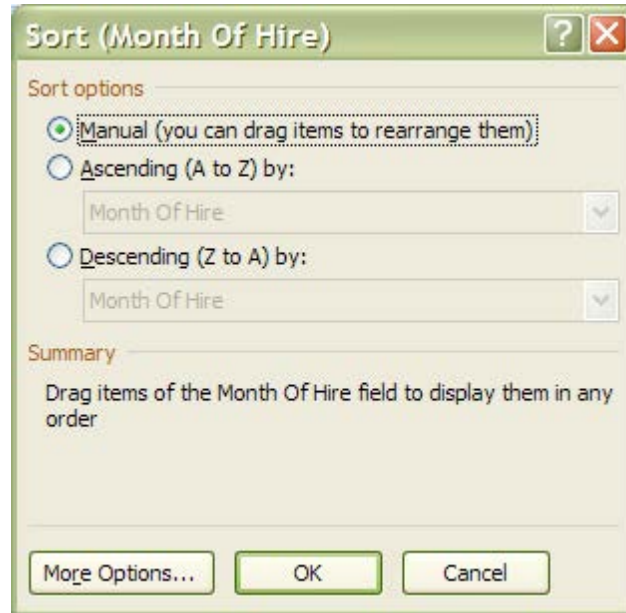 Sort (Month Of Hire)
?
Sort options
Manual (you can drag items to rearrange them)
Ascending (A to Z) by:
Month Of Hire
Descending (Z to A) by:
Month Of Hire
Summary
Drag items of the Month Of Hire field to display them in any
order
More Options... OK Cancel